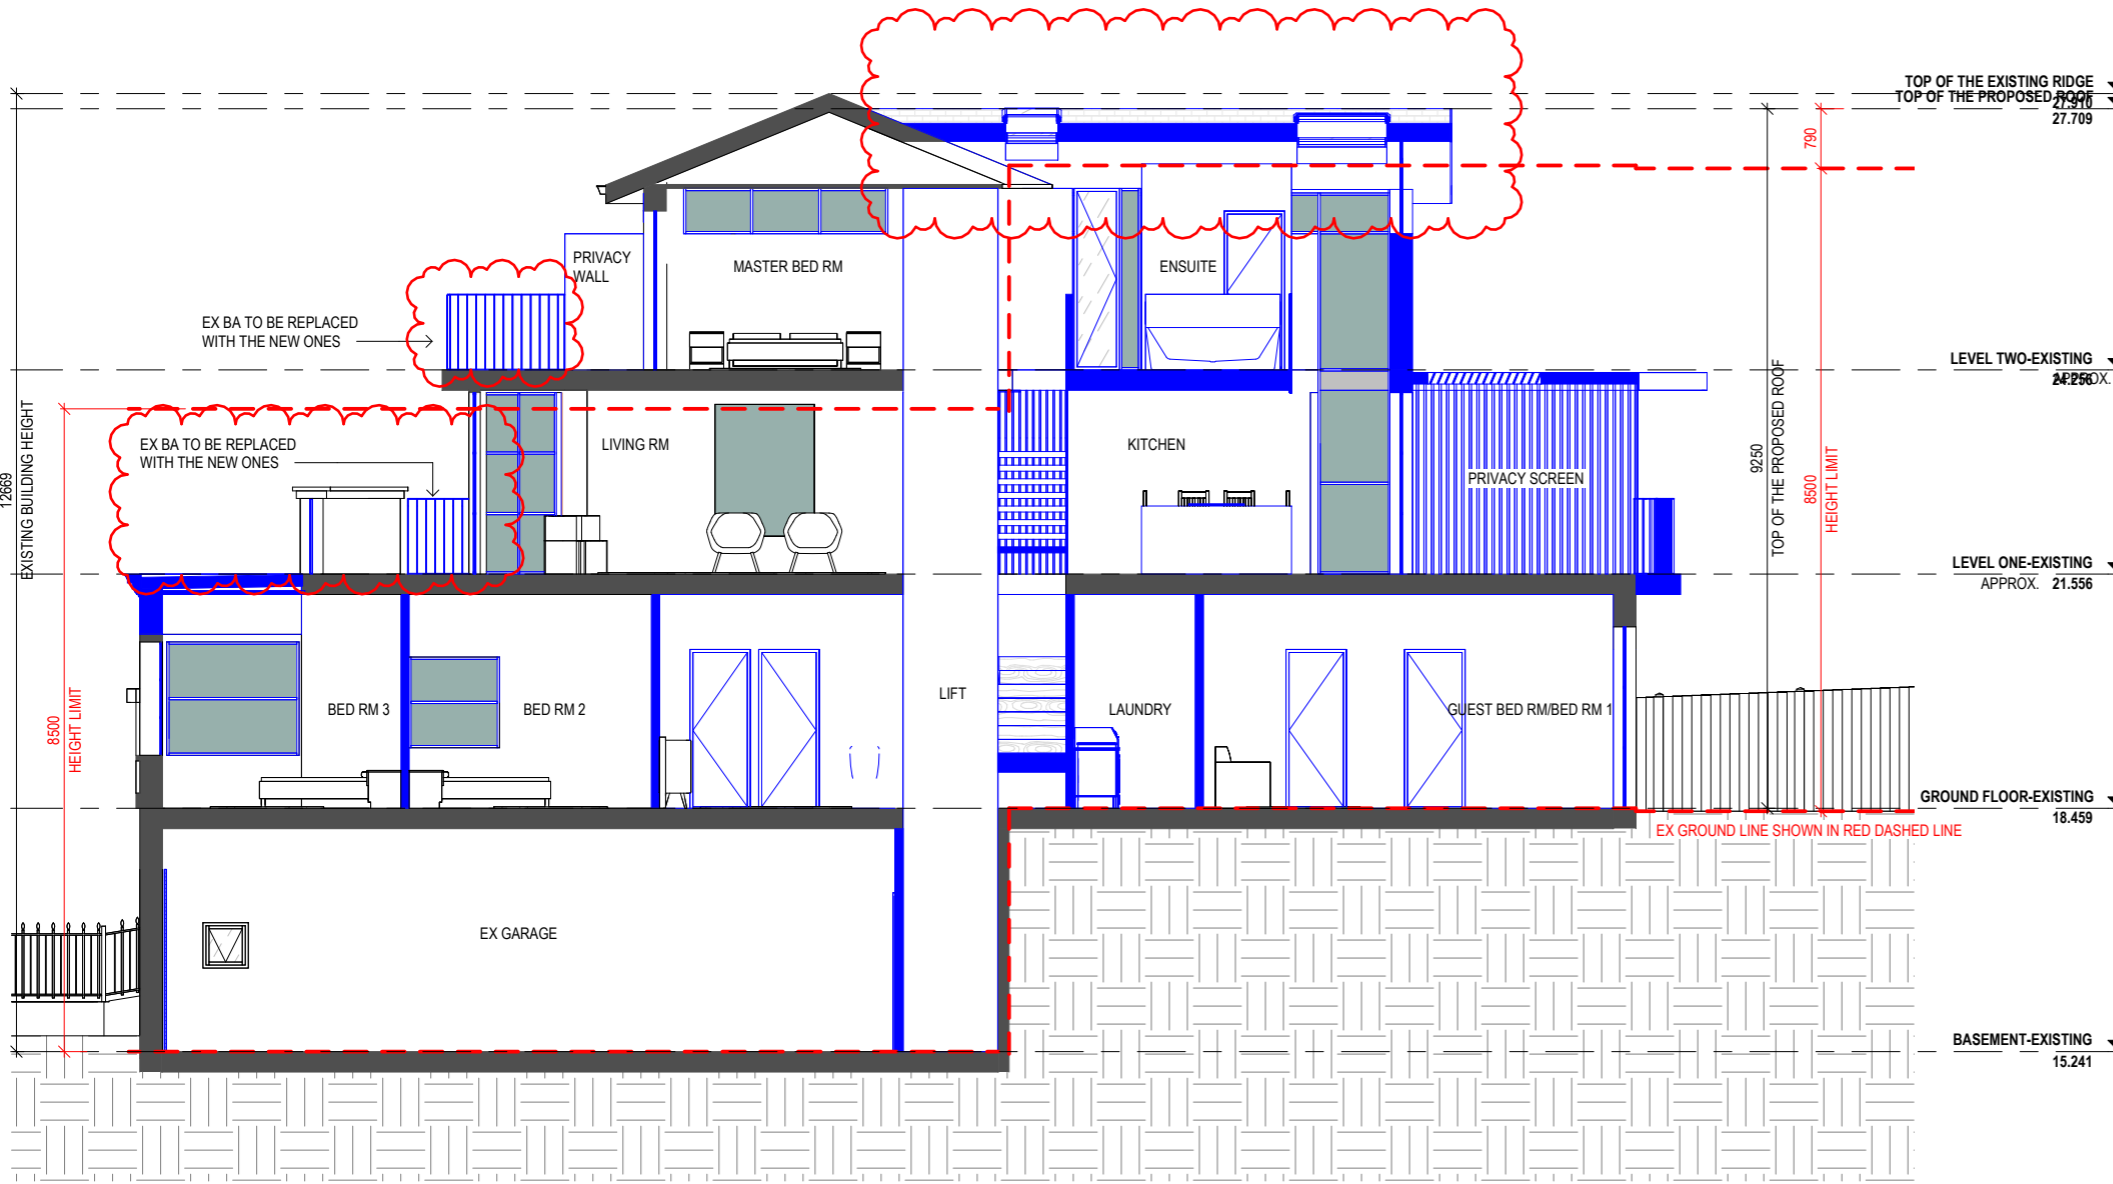 TOP OF THE EXISTING RIDGE
27.910
TOP OF THE PROPOSED ROOF
27.709
790
PRIVACY
WALL
MASTER BED RM
ENSUITE
EX BA TO BE REPLACED
WITH THE NEW ONES
LEVEL TWO-EXISTING
APPROX. 24.256
EXISTING BUILDING HEIGHT
12669
EX BA TO BE REPLACED
WITH THE NEW ONES
LIVING RM
KITCHEN
PRIVACY SCREEN
9250
TOP OF THE PROPOSED ROOF
8500
HEIGHT LIMIT
LEVEL ONE-EXISTING
APPROX. 21.556
8500
HEIGHT LIMIT
BED RM 3
BED RM 2
LIFT
LAUNDRY
GUEST BED RM/BED RM 1
GROUND FLOOR-EXISTING
18.459
EX GROUND LINE SHOWN IN RED DASHED LINE
EX GARAGE
BASEMENT-EXISTING
15.241